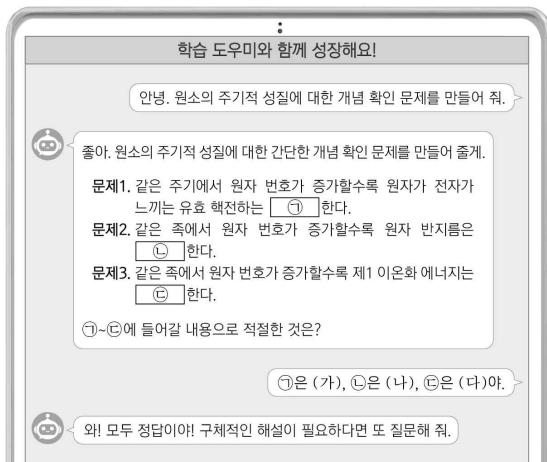 학습 도우미와 함께 성장해요!
안녕. 원소의 주기적 성질에 대한 개념 확인 문제를 만들어 줘.
좋아. 원소의 주기적 성질에 대한 간단한 개념 확인 문제를 만들어 줄게.
문제1. 같은 주기에서 원자 번호가 증가할수록 원자가 전자가
느끼는 유효 핵전하는 ㉠ 한다.
문제2. 같은 족에서 원자 번호가 증가할수록 원자 반지름은
㉡ 한다.
문제3. 같은 족에서 원자 번호가 증가할수록 제1 이온화 에너지는
㉢ 한다.
㉠~㉢에 들어갈 내용으로 적절한 것은?
㉠은 (가), ㉡은 (나), ㉢은 (다)야.
와! 모두 정답이야! 구체적인 해설이 필요하다면 또 질문해 줘.